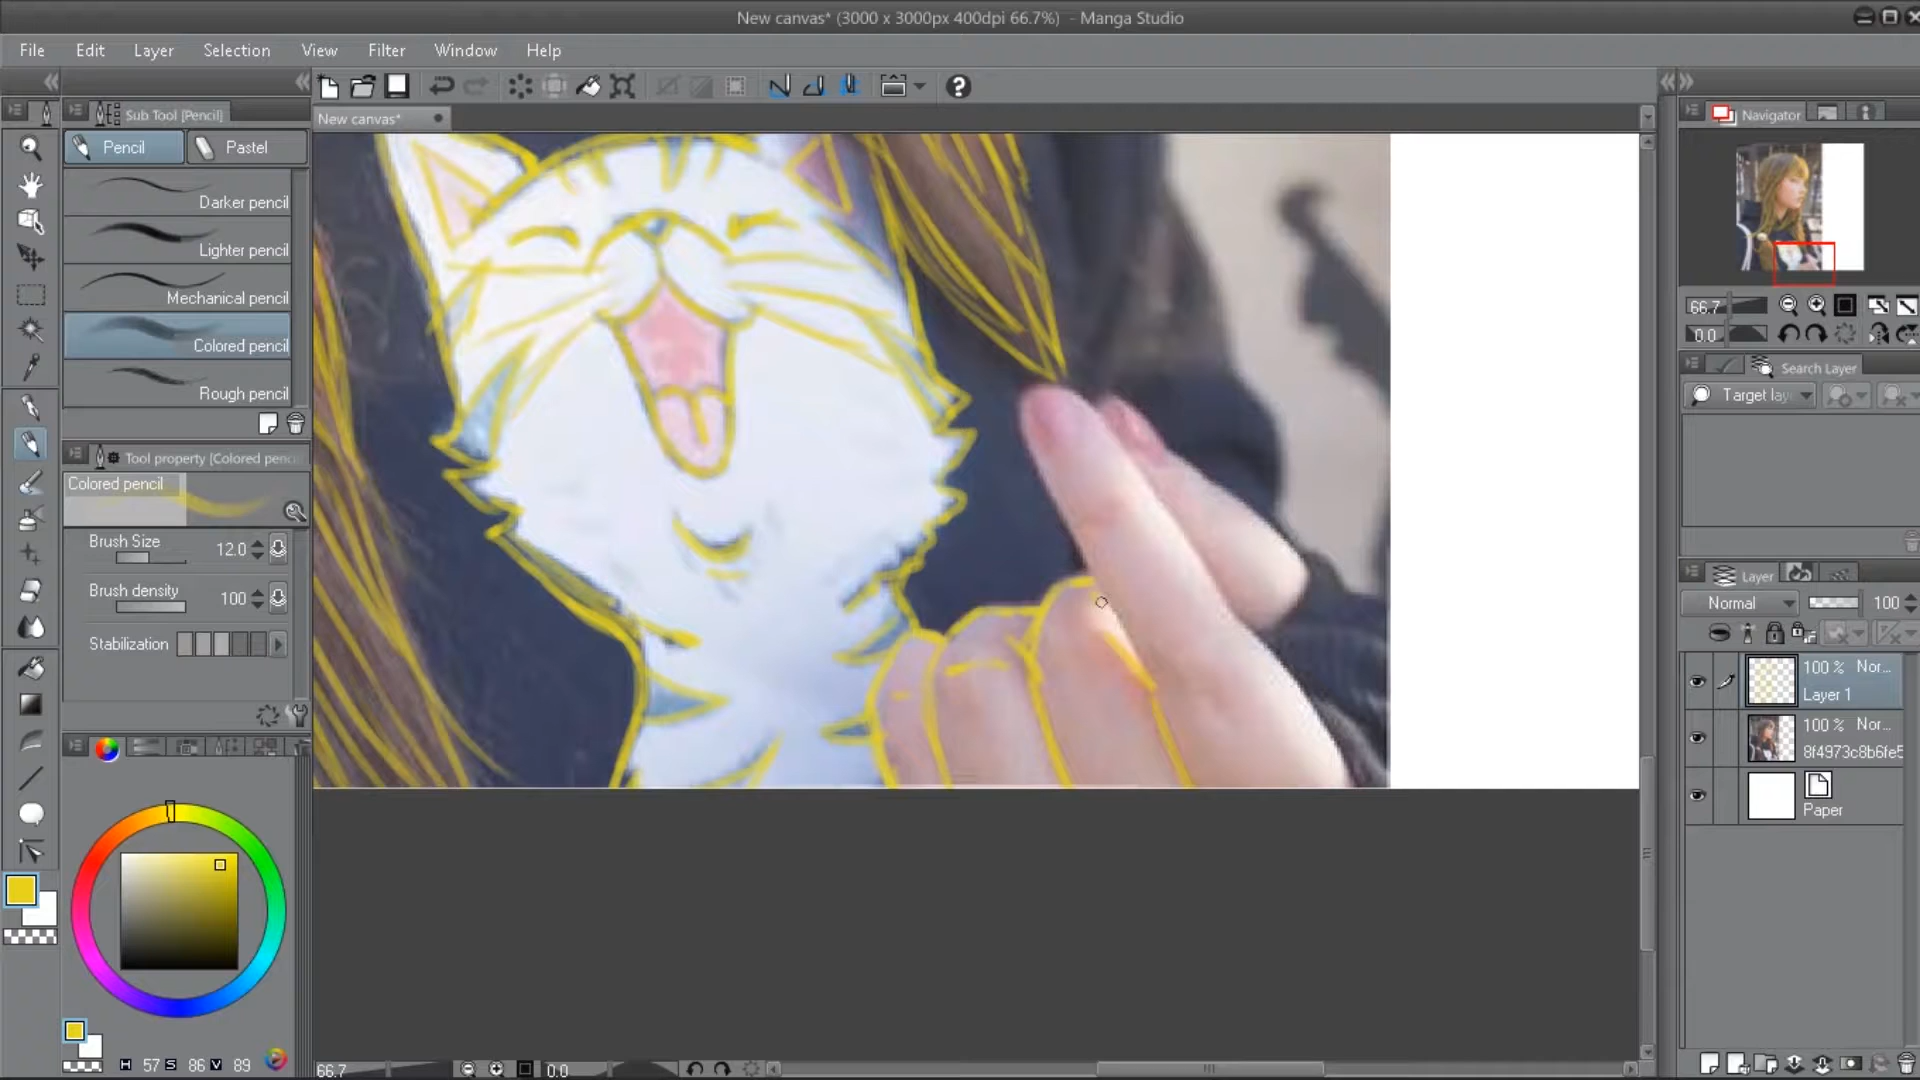 New canvas* (3000 x 3000px 400dpi 66.7%) - Manga Studio
File Edit Layer Selection View Filter Window Help
Sub Tool [Pencil]
New canvas*
Navigator
Pencil Pastel
Darker pencil
Lighter pencil
Mechanical pencil
Colored pencil
Rough pencil
66.7
0.0
Search Layer
Target lay
Tool property [Colored penc
Colored pencil
Brush Size 12.0
Brush density 100
Stabilization
Layer
Normal 100
100 % Nor...
Layer 1
100 % Nor...
8f4973c8b6fe5
Paper
H 57 S 86 V 89
66.7 0.0